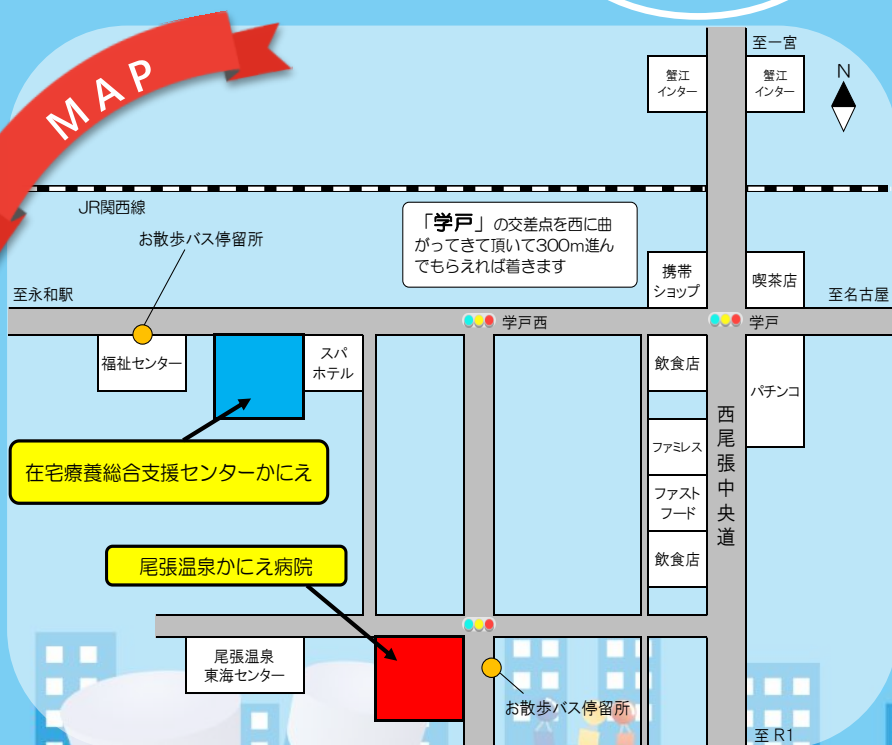 MAP
至一宮
蟹江
インター
蟹江
インター
N
JR関西線
「学戸」の交差点を西に曲
がってきて頂いて300m進ん
でもらえれば着きます
お散歩バス停留所
携帯
ショップ
喫茶店
至永和駅
至名古屋
学戸西
学戸
福祉センター
スパ
ホテル
飲食店
パチンコ
西尾張中央道
在宅療養総合支援センターかにえ
ファミレス
ファスト
フード
尾張温泉かにえ病院
飲食店
尾張温泉
東海センター
お散歩バス停留所
至 R1